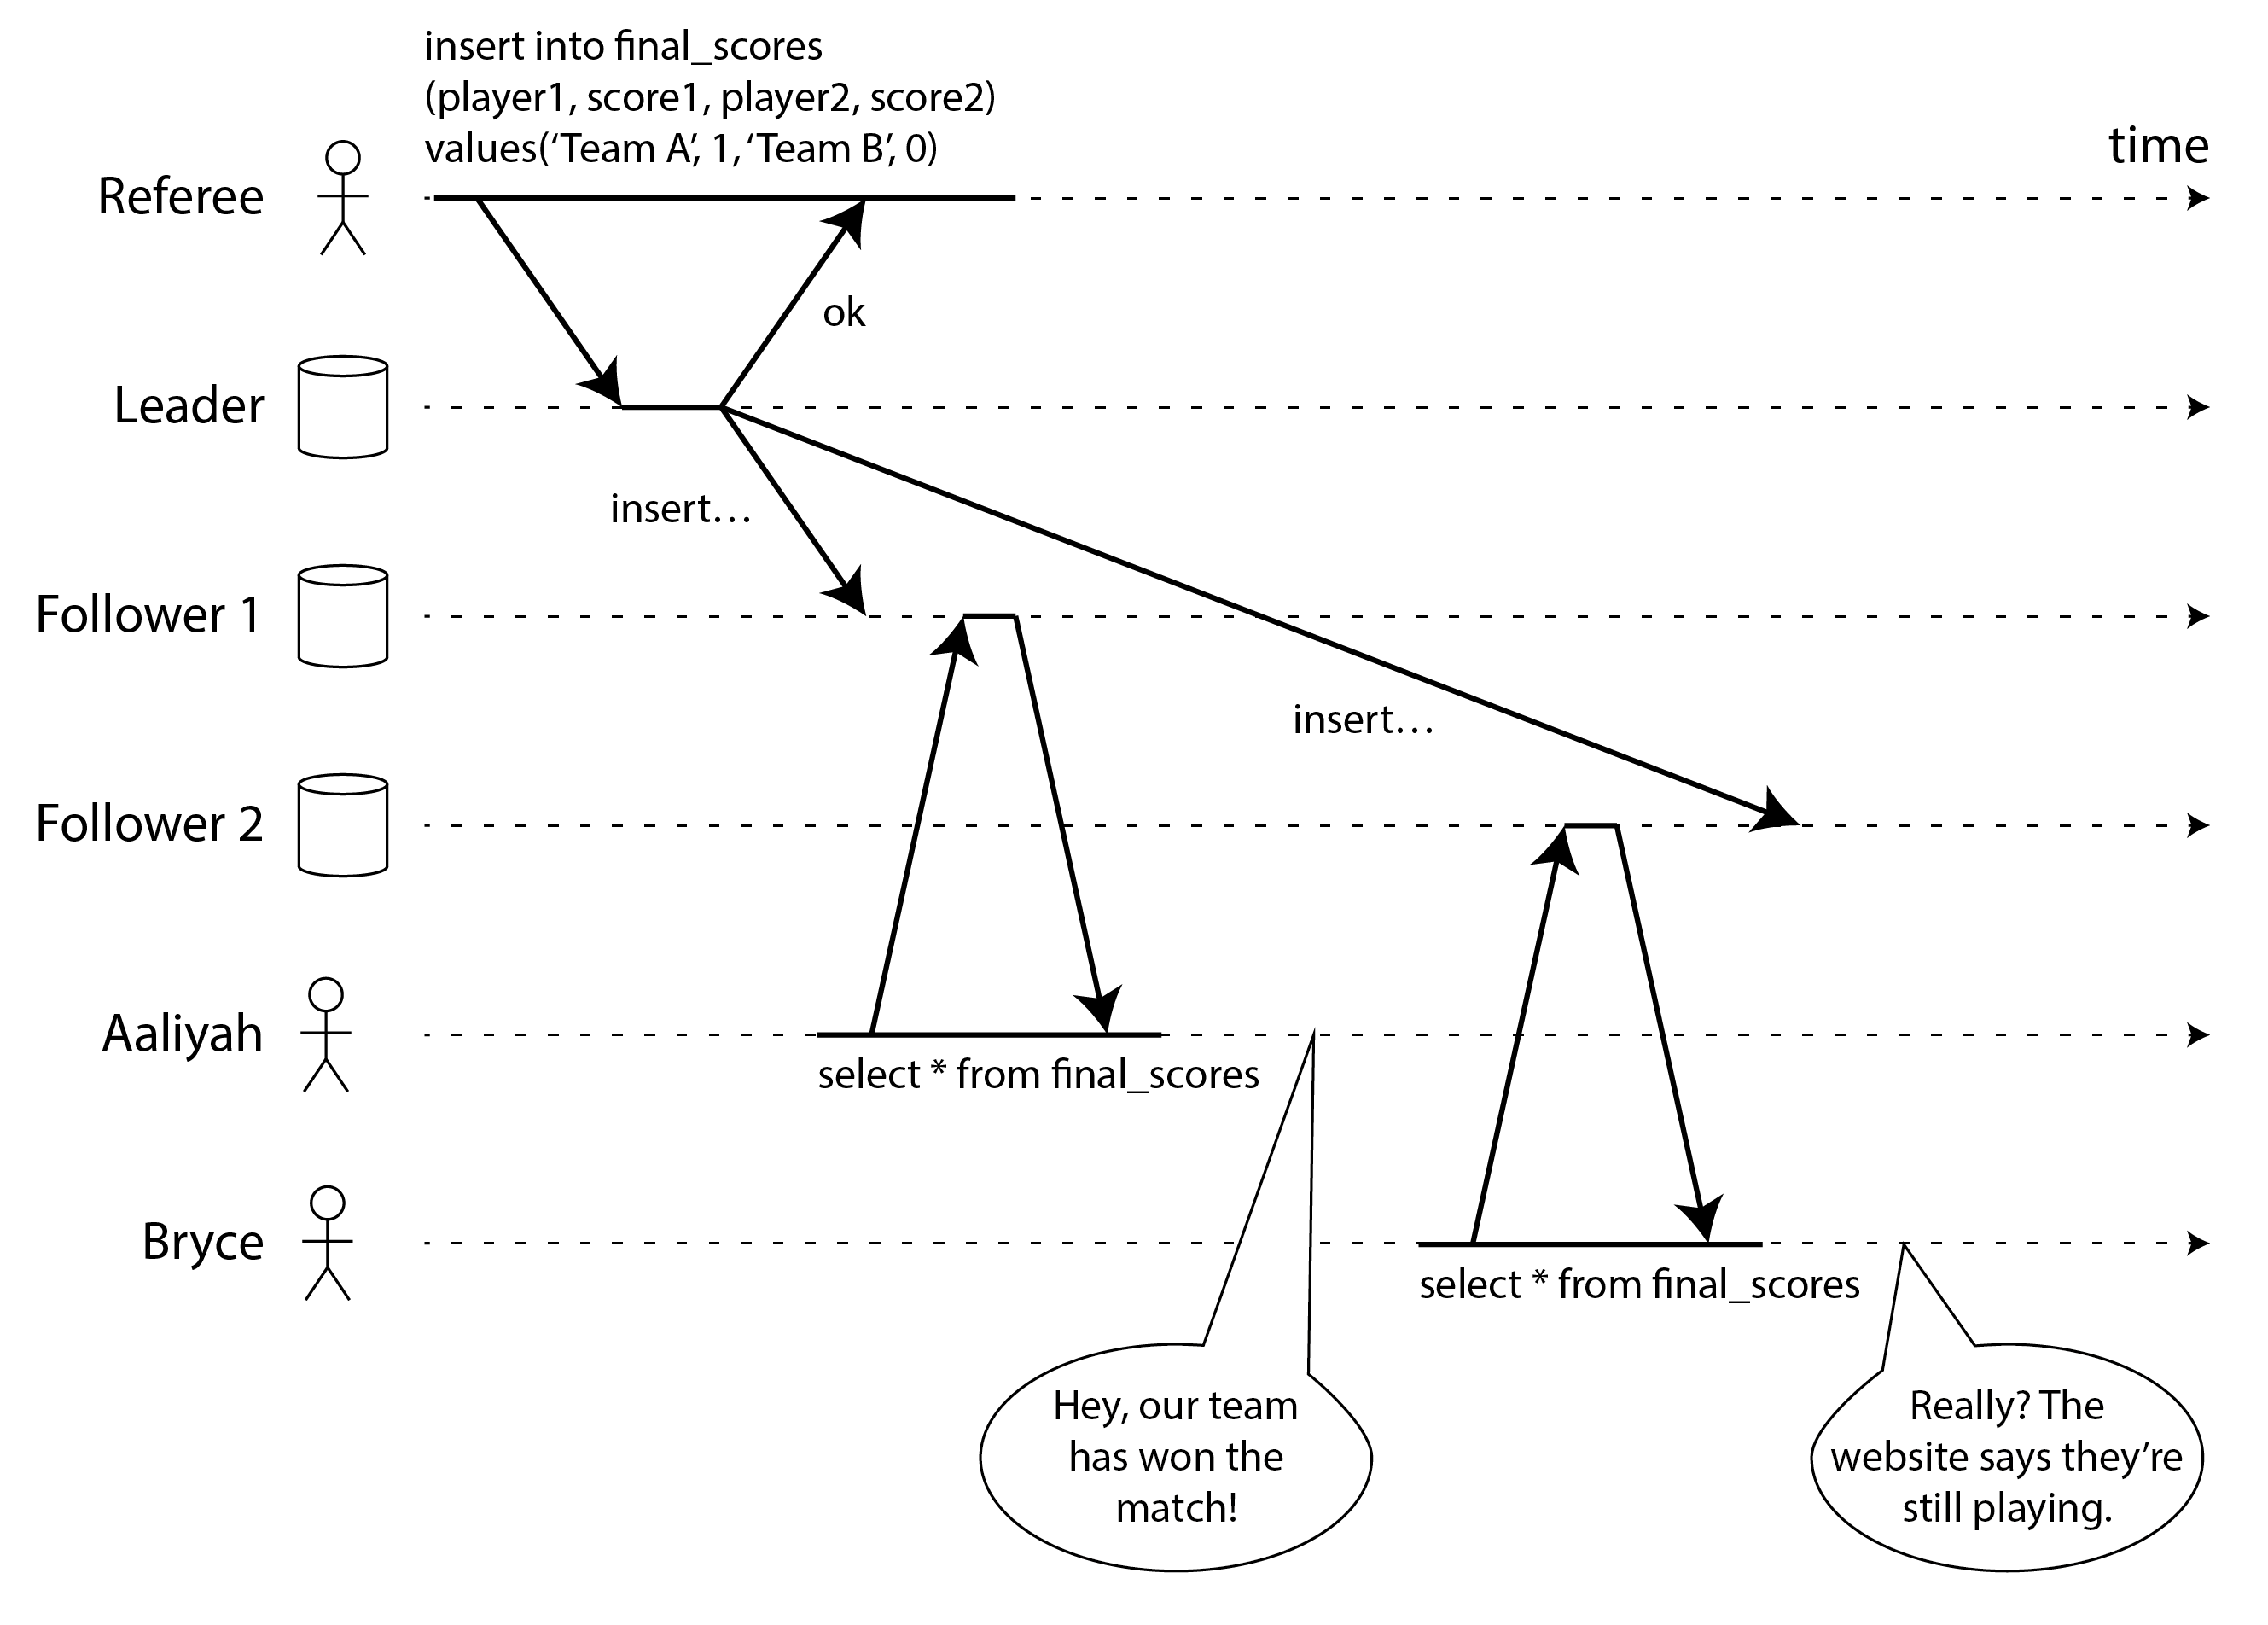 insert into final_scores
(player1, score1, player2, score2)
values(‘Team A’, 1, ‘Team B’, 0)
time
Referee
ok
Leader
insert…
Follower 1
insert…
Follower 2
Aaliyah
select * from final_scores
Bryce
select * from final_scores
Hey, our team
has won the
match!
Really? The
website says they’re
still playing.